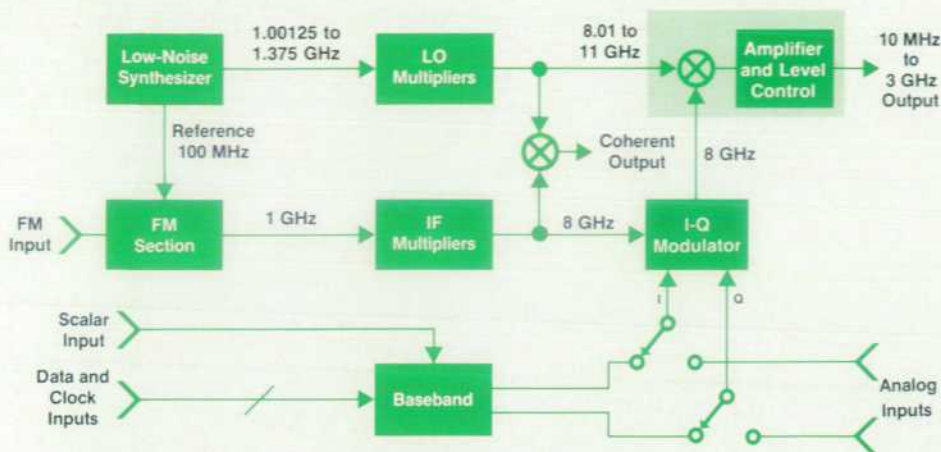 Low-Noise
Synthesizer
1.00125 to
1.375 GHz
LO
Multipliers
8.01 to
11 GHz
Amplifier
and Level
Control
10 MHz
to
3 GHz
Output
Reference
100 MHz
Coherent
Output
8 GHz
FM
Input
FM
Section
1 GHz
IF
Multipliers
8 GHz
I-Q
Modulator
I
Q
Scalar
Input
Data and
Clock
Inputs
Baseband
Analog
Inputs